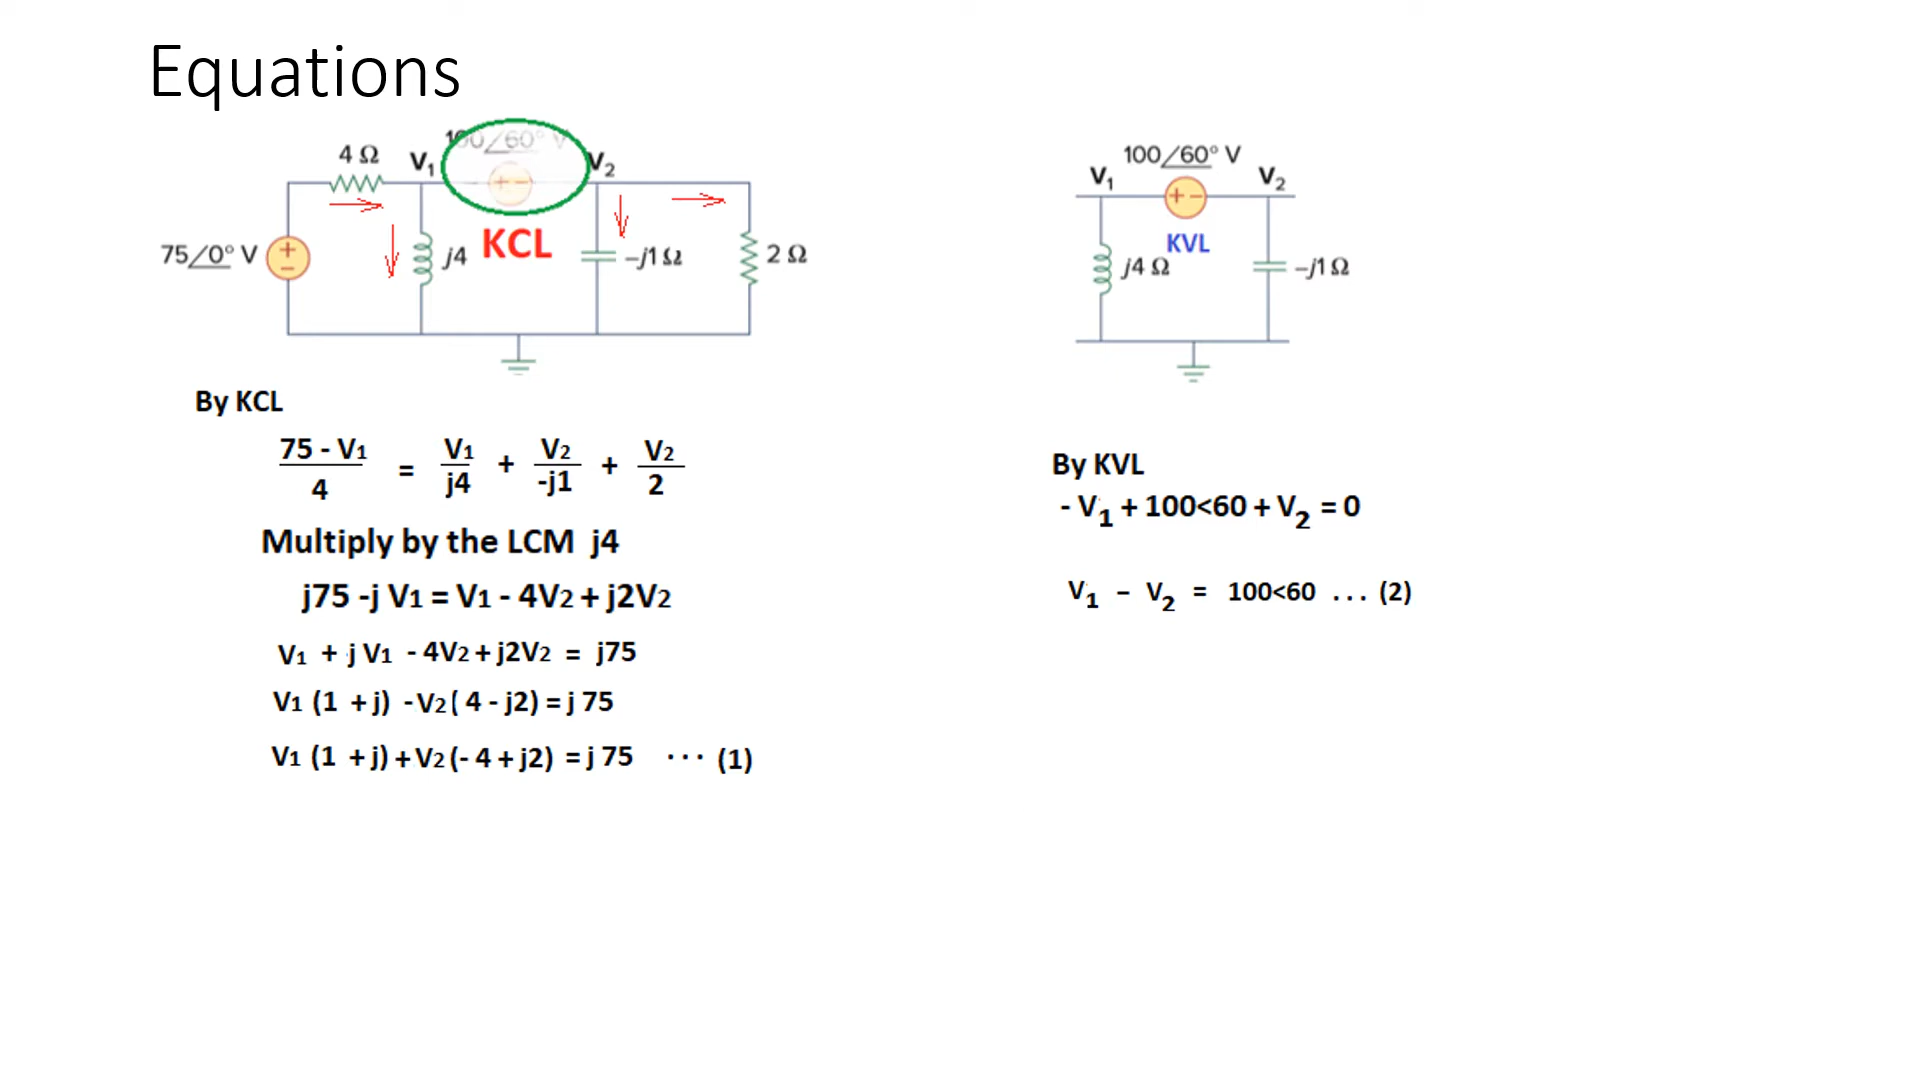 Equations
4 Ω
V₁
100/60° V
V₂
75/0° V
j4
KCL
–j1 Ω
2 Ω
By KCL
75 - V1 / 4 = V1 / j4 + V2 / -j1 + V2 / 2
Multiply by the LCM j4
j75 -j V1 = V1 - 4V2 + j2V2
V1 + j V1 - 4V2 + j2V2 = j75
V1 (1 + j) - V2 ( 4 - j2) = j 75
V1 (1 + j) + V2 (- 4 + j2) = j 75 ... (1)
100/60° V
V₁
V₂
KVL
j4 Ω
–j1 Ω
By KVL
- V₁ + 100<60 + V₂ = 0
V₁ – V₂ = 100<60 ... (2)